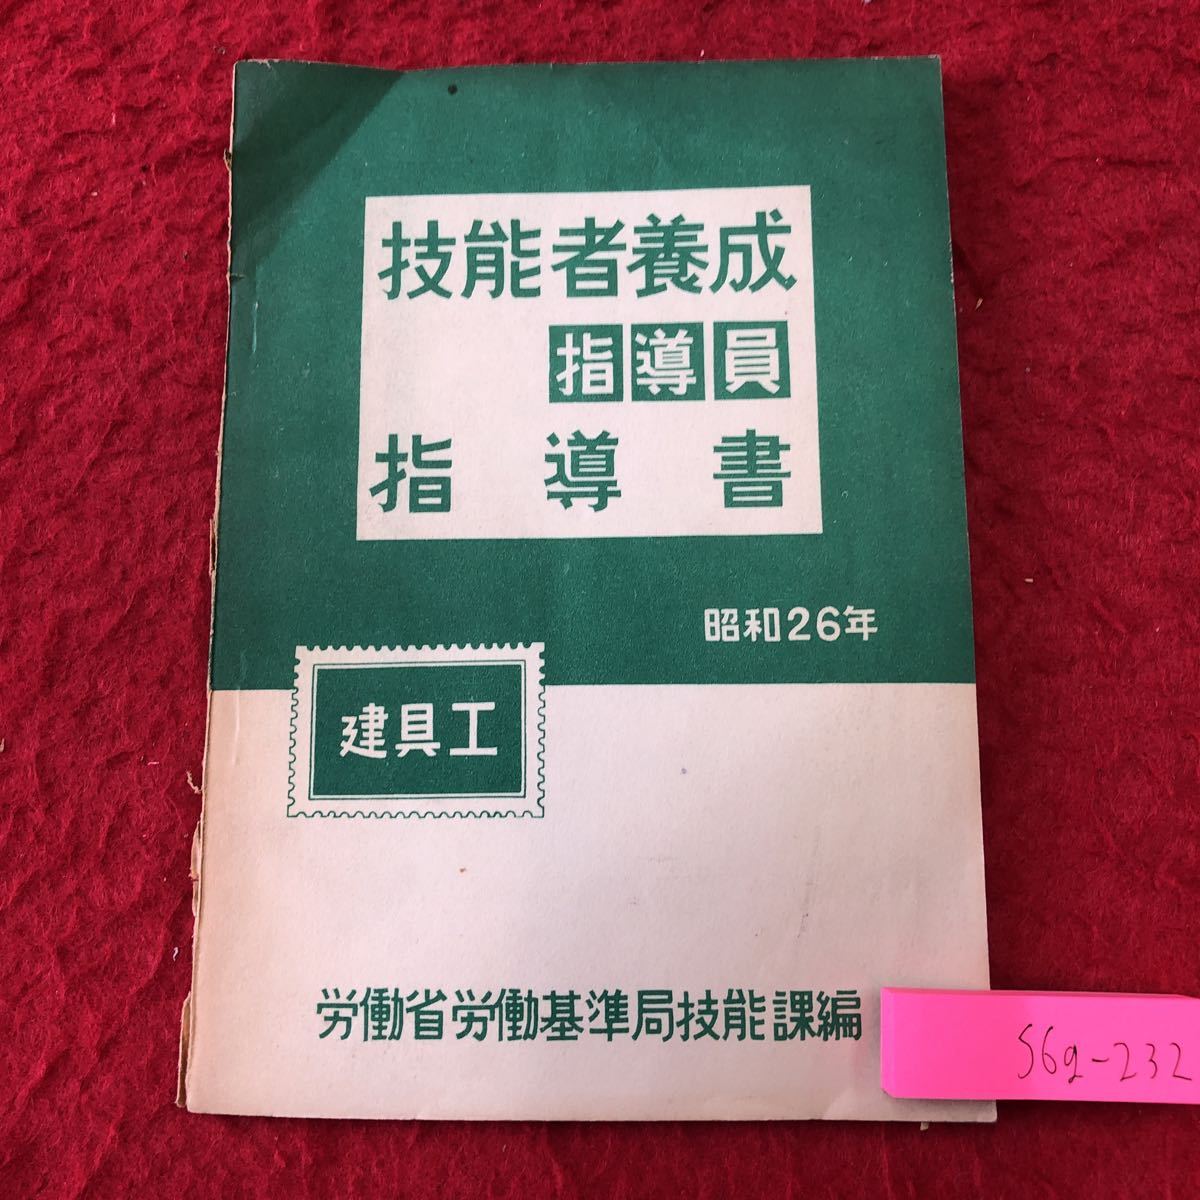 技能者養成
指導員
指導書
昭和26年
建具工
労働省労働基準局技能課編
S6g-232